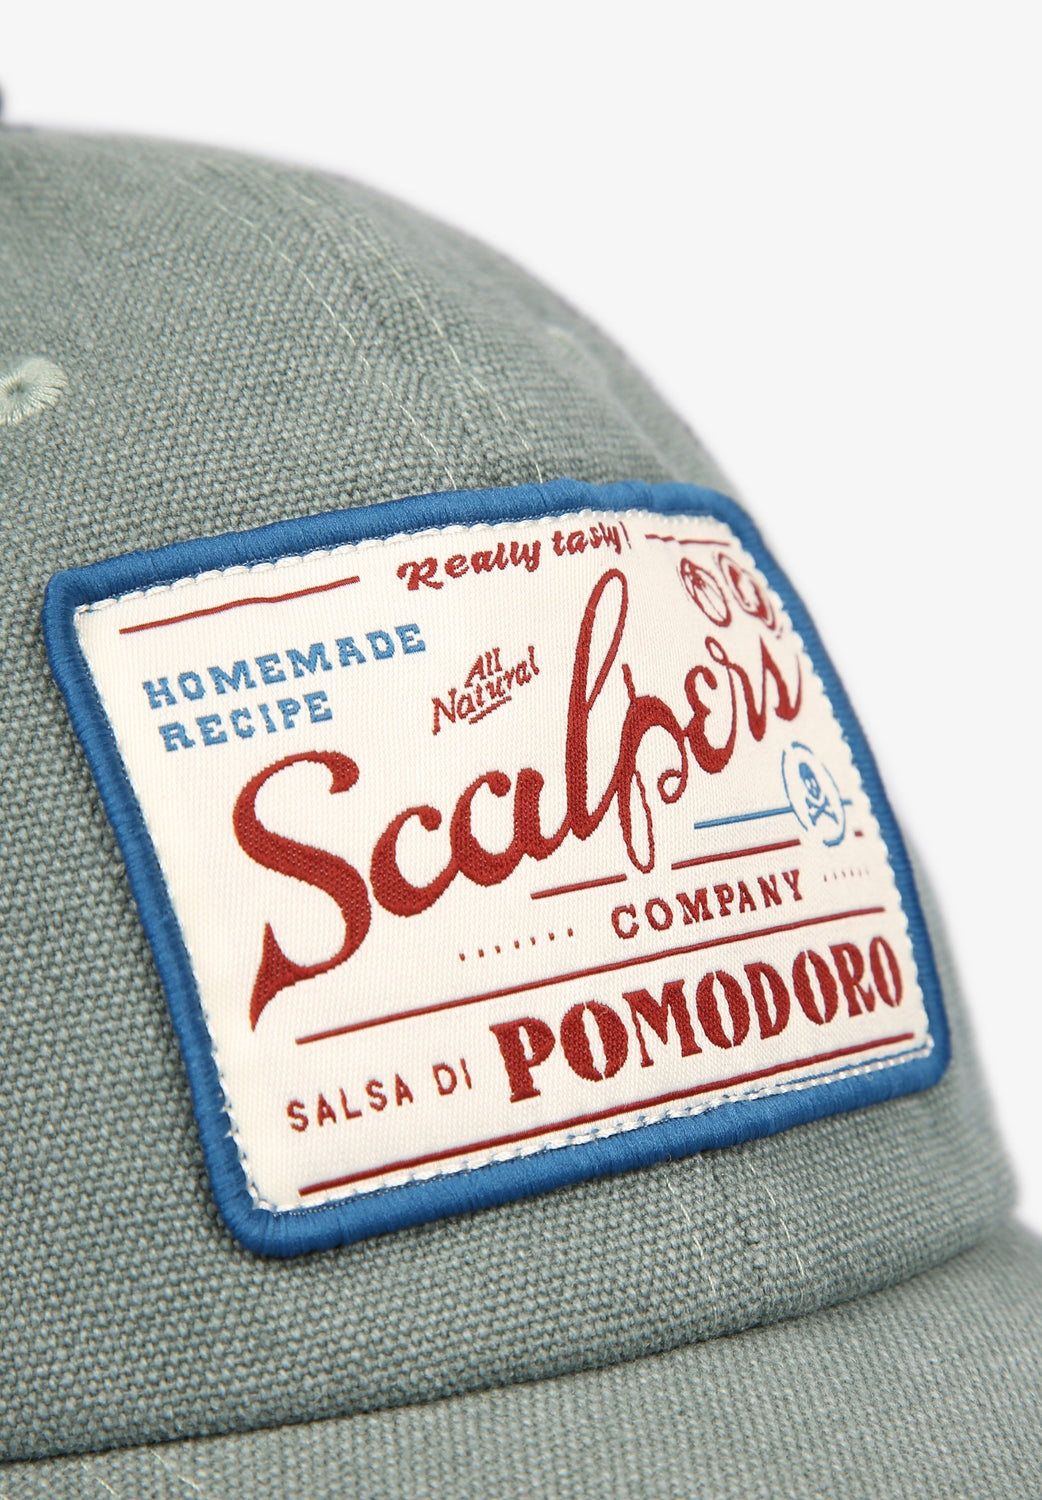 Really tasty!
HOMEMADE
RECIPE
All
Natural
Scalpers
COMPANY
SALSA DI POMODORO